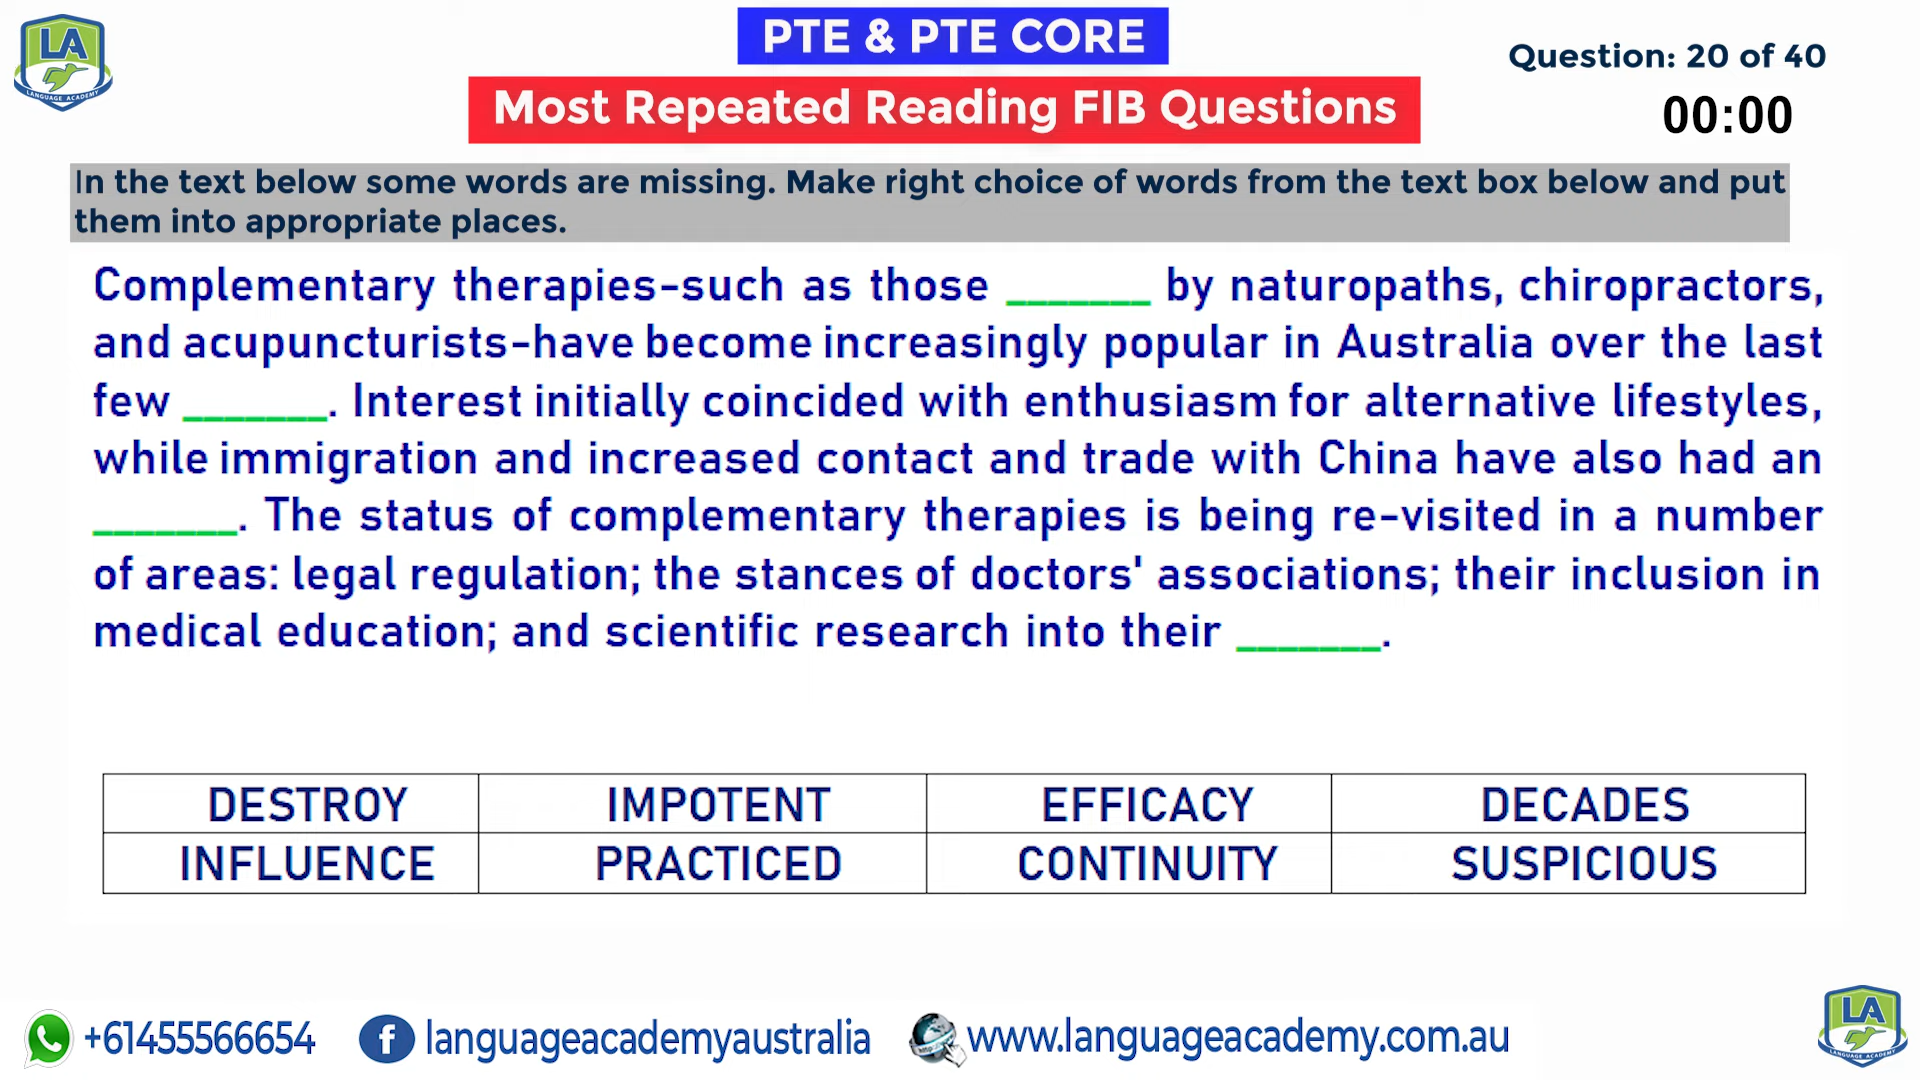 LA
LANGUAGE ACADEMY
PTE & PTE CORE
Most Repeated Reading FIB Questions
Question: 20 of 40
00:00
In the text below some words are missing. Make right choice of words from the text box below and put
them into appropriate places.
Complementary therapies-such as those _______ by naturopaths, chiropractors,
and acupuncturists-have become increasingly popular in Australia over the last
few _______. Interest initially coincided with enthusiasm for alternative lifestyles,
while immigration and increased contact and trade with China have also had an
_______. The status of complementary therapies is being re-visited in a number
of areas: legal regulation; the stances of doctors' associations; their inclusion in
medical education; and scientific research into their _______.
DESTROY IMPOTENT EFFICACY DECADES
INFLUENCE PRACTICED CONTINUITY SUSPICIOUS
+61455566654 languageacademyaustralia www.languageacademy.com.au
LA
LANGUAGE ACADEMY